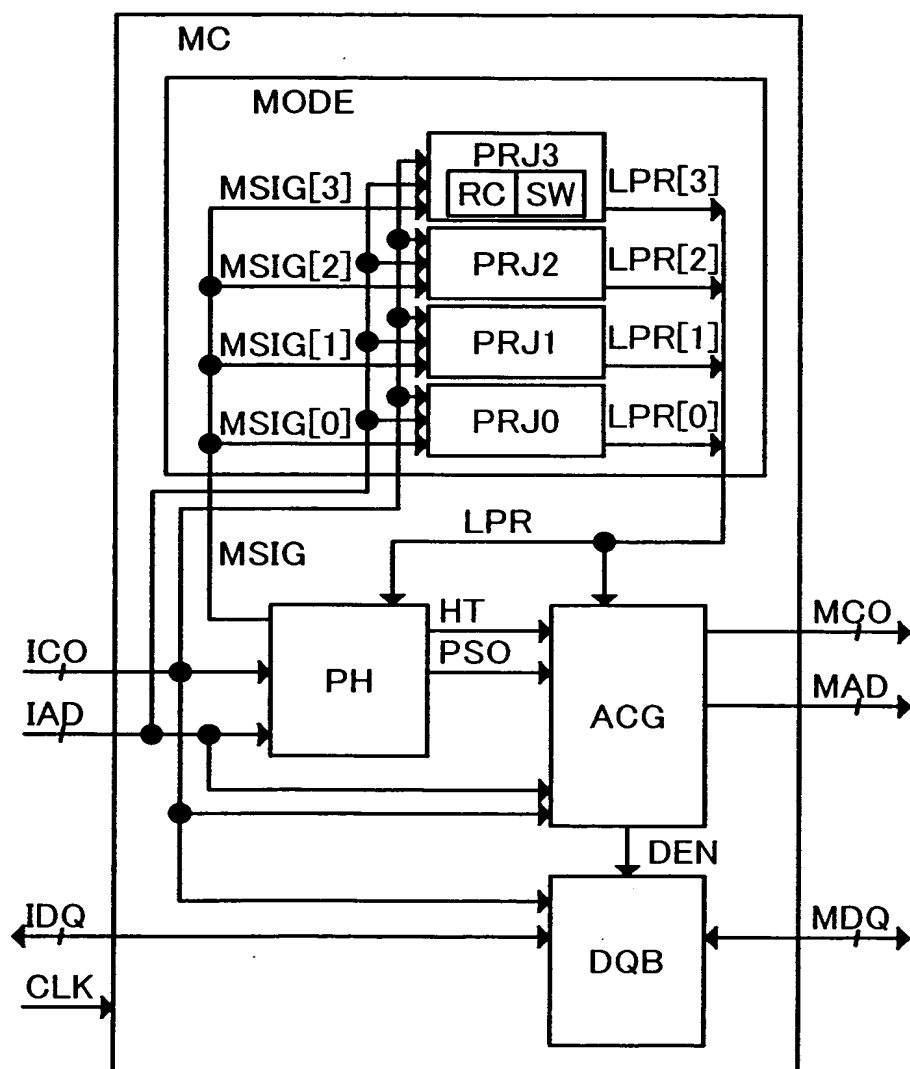 MC
MODE
PRJ3
RC SW
MSIG[3]
LPR[3]
MSIG[2]
PRJ2
LPR[2]
MSIG[1]
PRJ1
LPR[1]
MSIG[0]
PRJ0
LPR[0]
LPR
MSIG
HT
MCO
ICO
PSO
PH
MAD
IAD
ACG
DEN
IDQ
MDQ
DQB
CLK